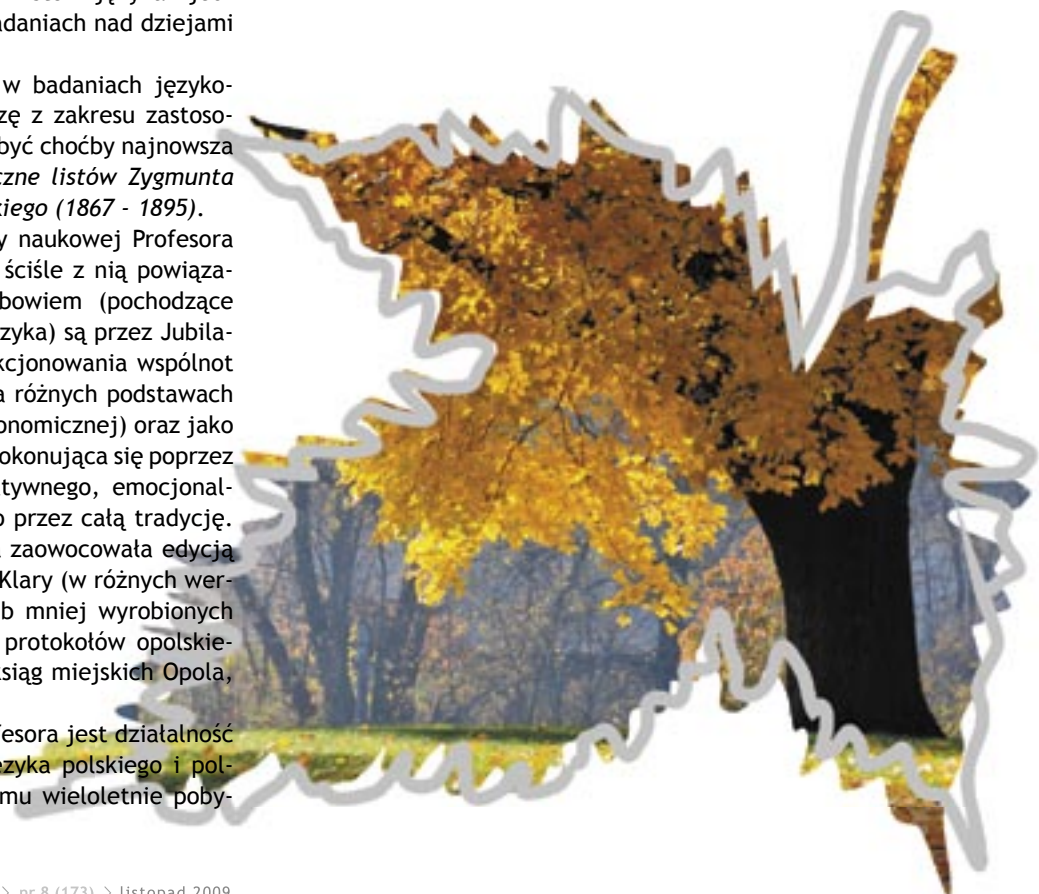 adaniach nad dziejami
w badaniach języko-
zę z zakresu zastoso-
być choćby najnowsza
czne listów Zygmunta
kiego (1867 - 1895).
y naukowej Profesora
ściśle z nią powiąza-
bowiem (pochodzące
zyka) są przez Jubila-
kcjonowania wspólnot
a różnych podstawach
onomicznej) oraz jako
okonująca się poprzez
tywnego, emocjonal-
o przez całą tradycję.
zaowocowała edycją
Klary (w różnych wer-
b mniej wyrobionych
protokołów opolskie-
siąg miejskich Opola,
fesora jest działalność
ęzyka polskiego i pol-
mu wieloletnie poby-
> nr 8 (173) > listopad 2009